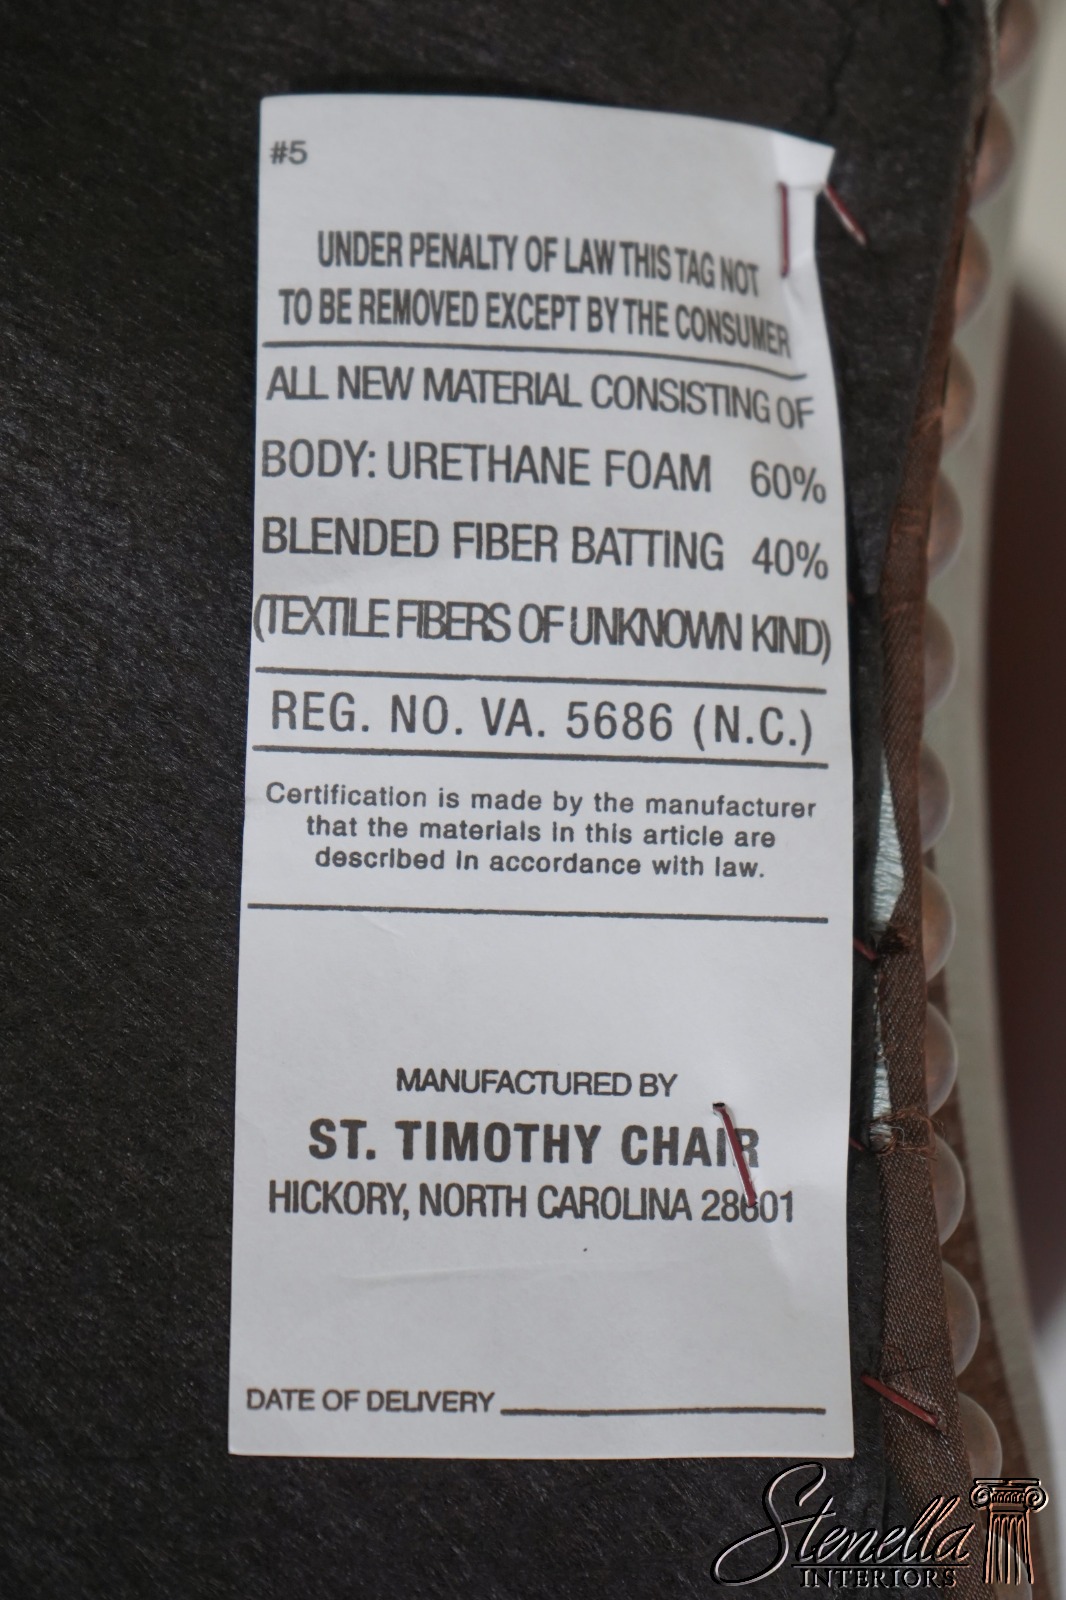 #5
UNDER PENALTY OF LAW THIS TAG NOT
TO BE REMOVED EXCEPT BY THE CONSUMER
ALL NEW MATERIAL CONSISTING OF
BODY: URETHANE FOAM 60%
BLENDED FIBER BATTING 40%
(TEXTILE FIBERS OF UNKNOWN KIND)
REG. NO. VA. 5686 (N.C.)
Certification is made by the manufacturer
that the materials in this article are
described in accordance with law.
MANUFACTURED BY
ST. TIMOTHY CHAIR
HICKORY, NORTH CAROLINA 28601
DATE OF DELIVERY
Stenella
INTERIORS